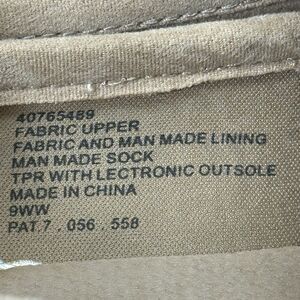 40765489
FABRIC UPPER
FABRIC AND MAN MADE LINING
MAN MADE SOCK
TPR WITH LECTRONIC OUTSOLE
MADE IN CHINA
9WW
PAT.7 . 056 . 558